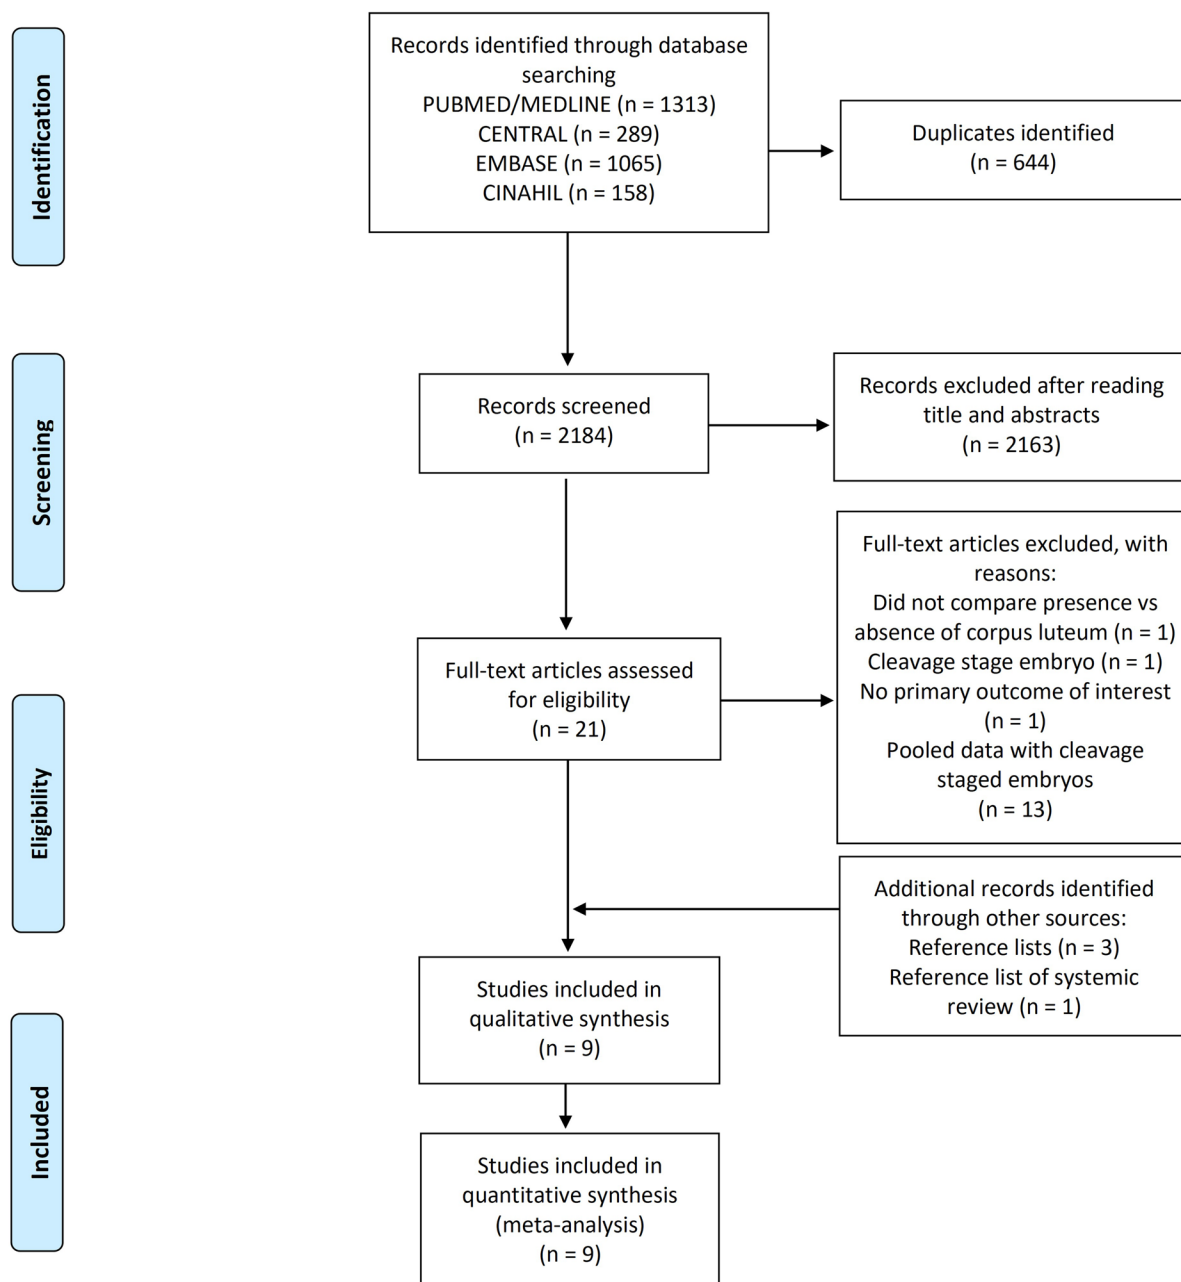 Identification
Records identified through database
searching
PUBMED/MEDLINE (n = 1313)
CENTRAL (n = 289)
EMBASE (n = 1065)
CINAHIL (n = 158)
Duplicates identified
(n = 644)
Screening
Records screened
(n = 2184)
Records excluded after reading
title and abstracts
(n = 2163)
Eligibility
Full-text articles assessed
for eligibility
(n = 21)
Full-text articles excluded, with
reasons:
Did not compare presence vs
absence of corpus luteum (n = 1)
Cleavage stage embryo (n = 1)
No primary outcome of interest
(n = 1)
Pooled data with cleavage
staged embryos
(n = 13)
Additional records identified
through other sources:
Reference lists (n = 3)
Reference list of systemic
review (n = 1)
Included
Studies included in
qualitative synthesis
(n = 9)
Studies included in
quantitative synthesis
(meta-analysis)
(n = 9)